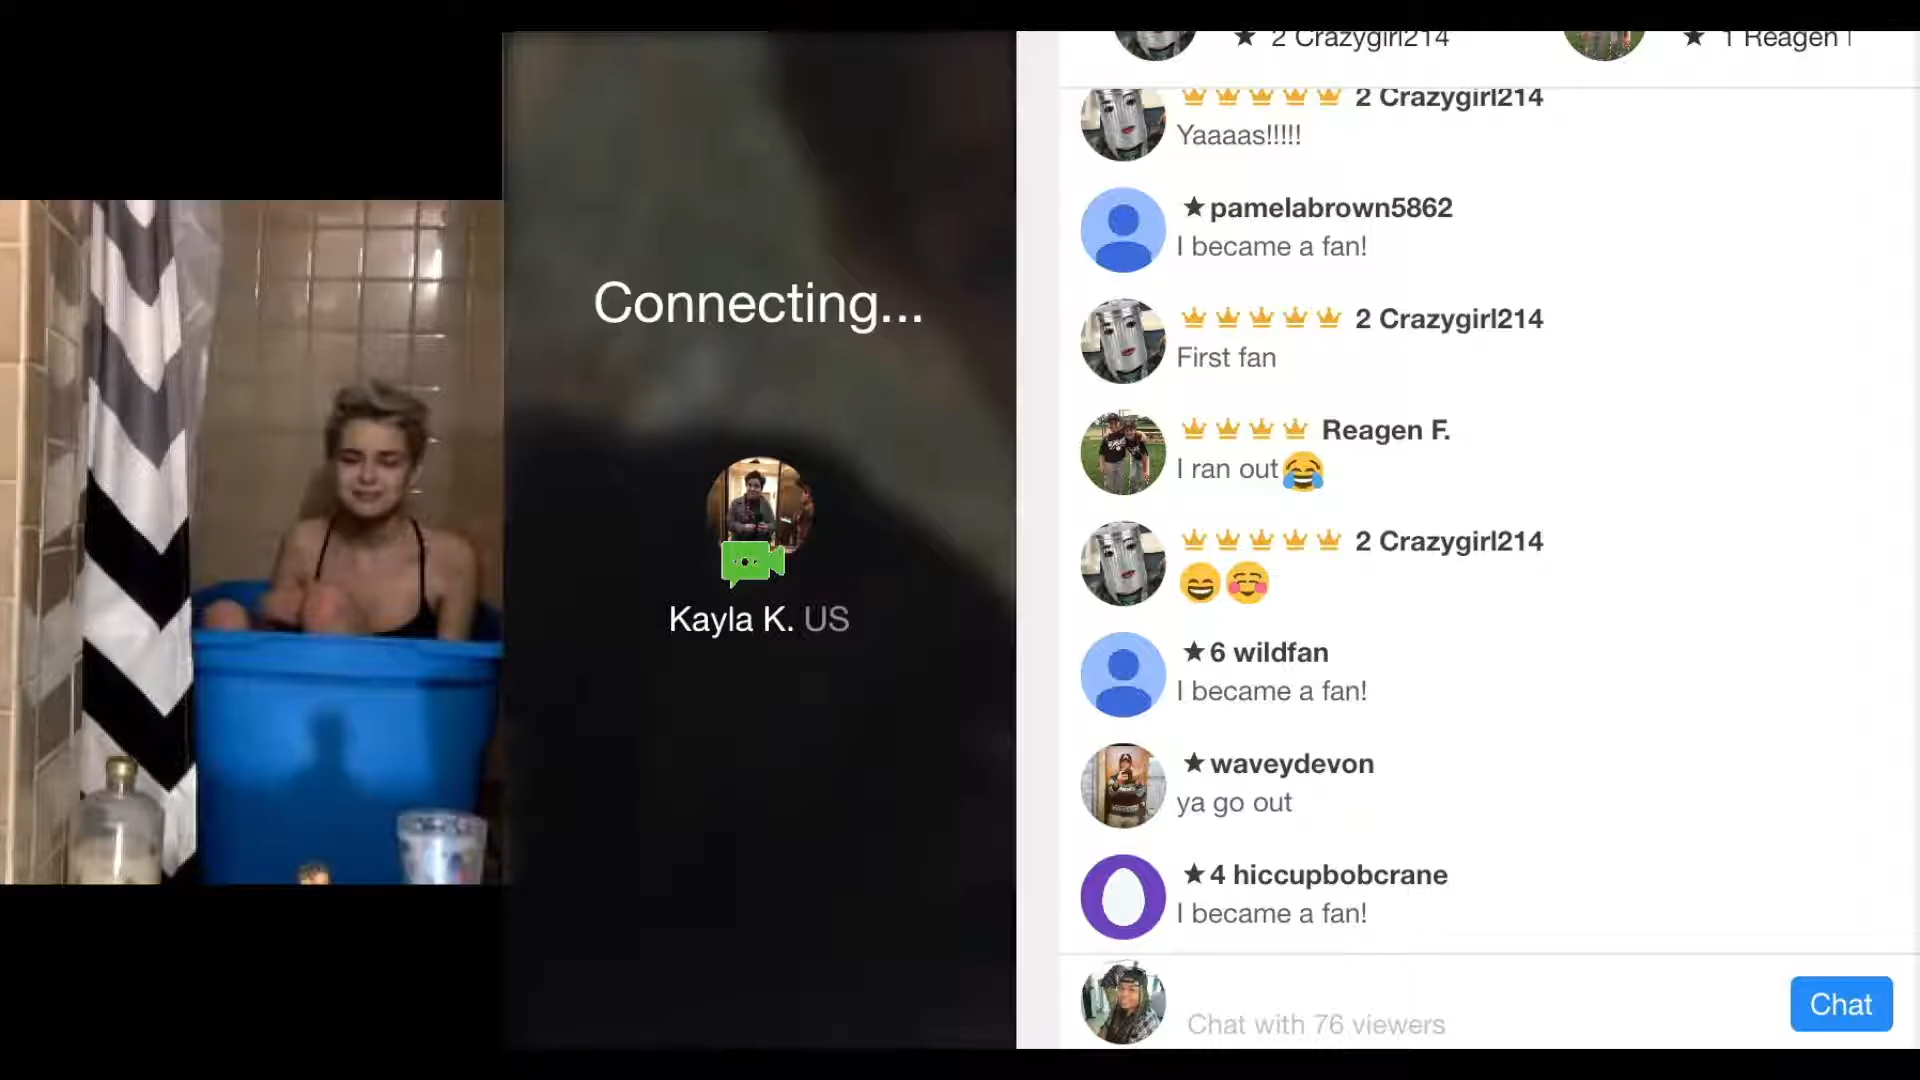 Connecting...
Kayla K. US
★ 2 Crazygirl214
★ 1 Reagen
2 Crazygirl214
Yaaaas!!!!!
★pamelabrown5862
I became a fan!
2 Crazygirl214
First fan
Reagen F.
I ran out😂
2 Crazygirl214
😄☺️
★6 wildfan
I became a fan!
★waveydevon
ya go out
★4 hiccupbobcrane
I became a fan!
Chat with 76 viewers
Chat